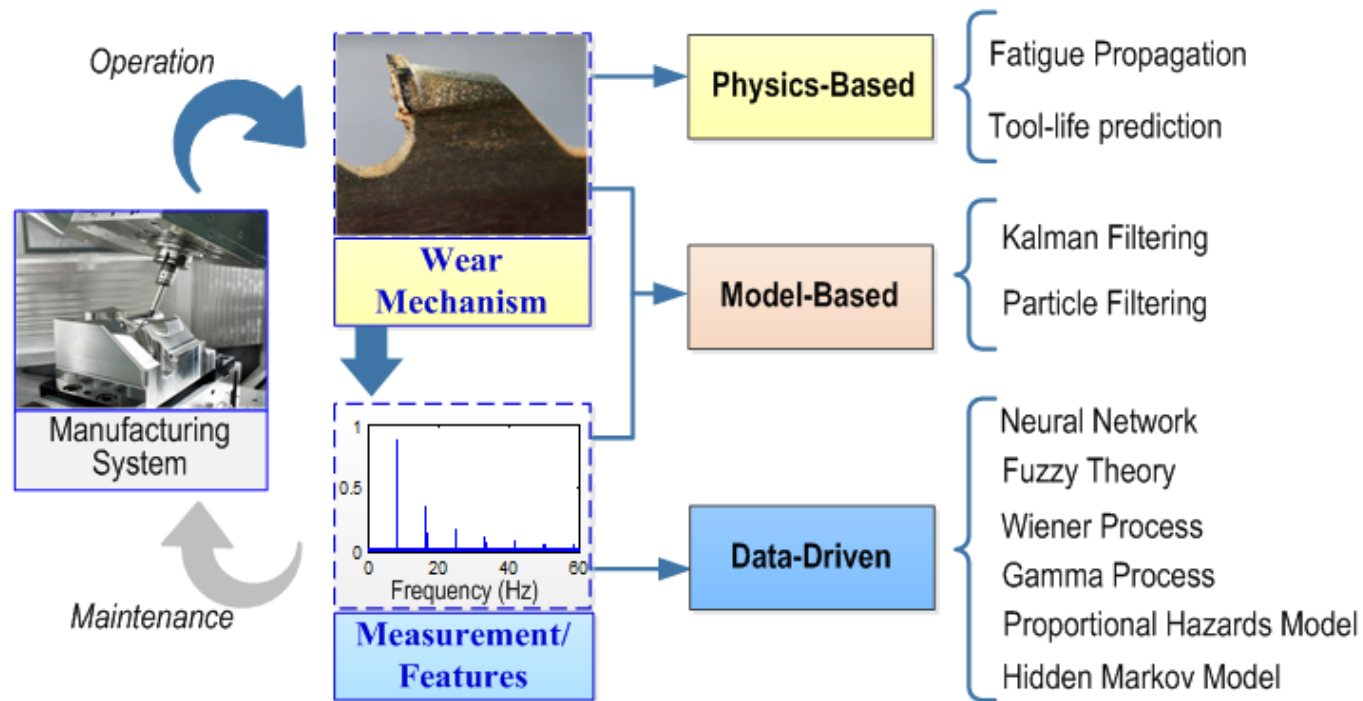 Operation
Manufacturing
System
Maintenance
Wear
Mechanism
1
0.5
0
0
20
40
60
Frequency (Hz)
Measurement/
Features
Physics-Based
Fatigue Propagation
Tool-life prediction
Model-Based
Kalman Filtering
Particle Filtering
Data-Driven
Neural Network
Fuzzy Theory
Wiener Process
Gamma Process
Proportional Hazards Model
Hidden Markov Model